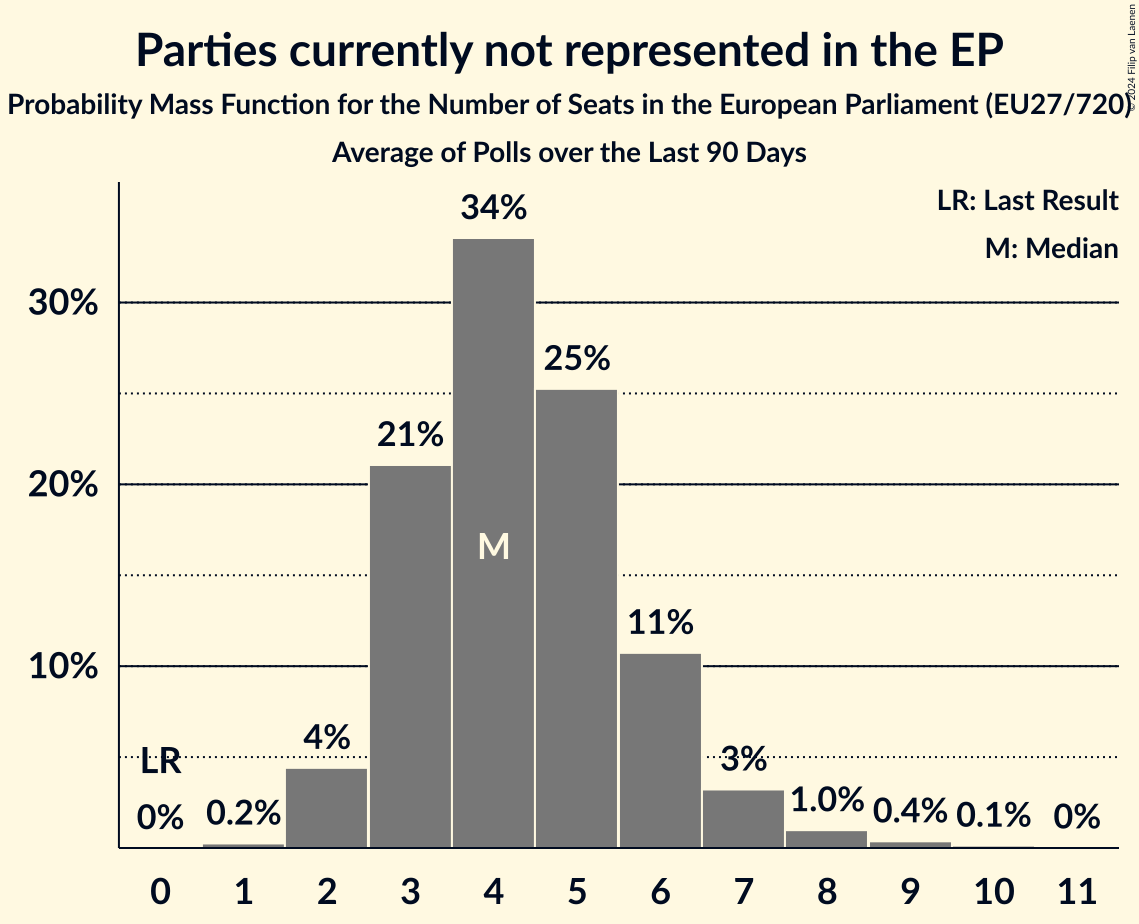 Parties currently not represented in the EP
Probability Mass Function for the Number of Seats in the European Parliament (EU27/720)
Average of Polls over the Last 90 Days
© 2024 Filip van Laenen
LR: Last Result
M: Median
34%
30%
25%
21%
20%
M
11%
10%
4%
LR
3%
0%
0.2%
1.0%
0.4%
0.1%
0%
0 1 2 3 4 5 6 7 8 9 10 11